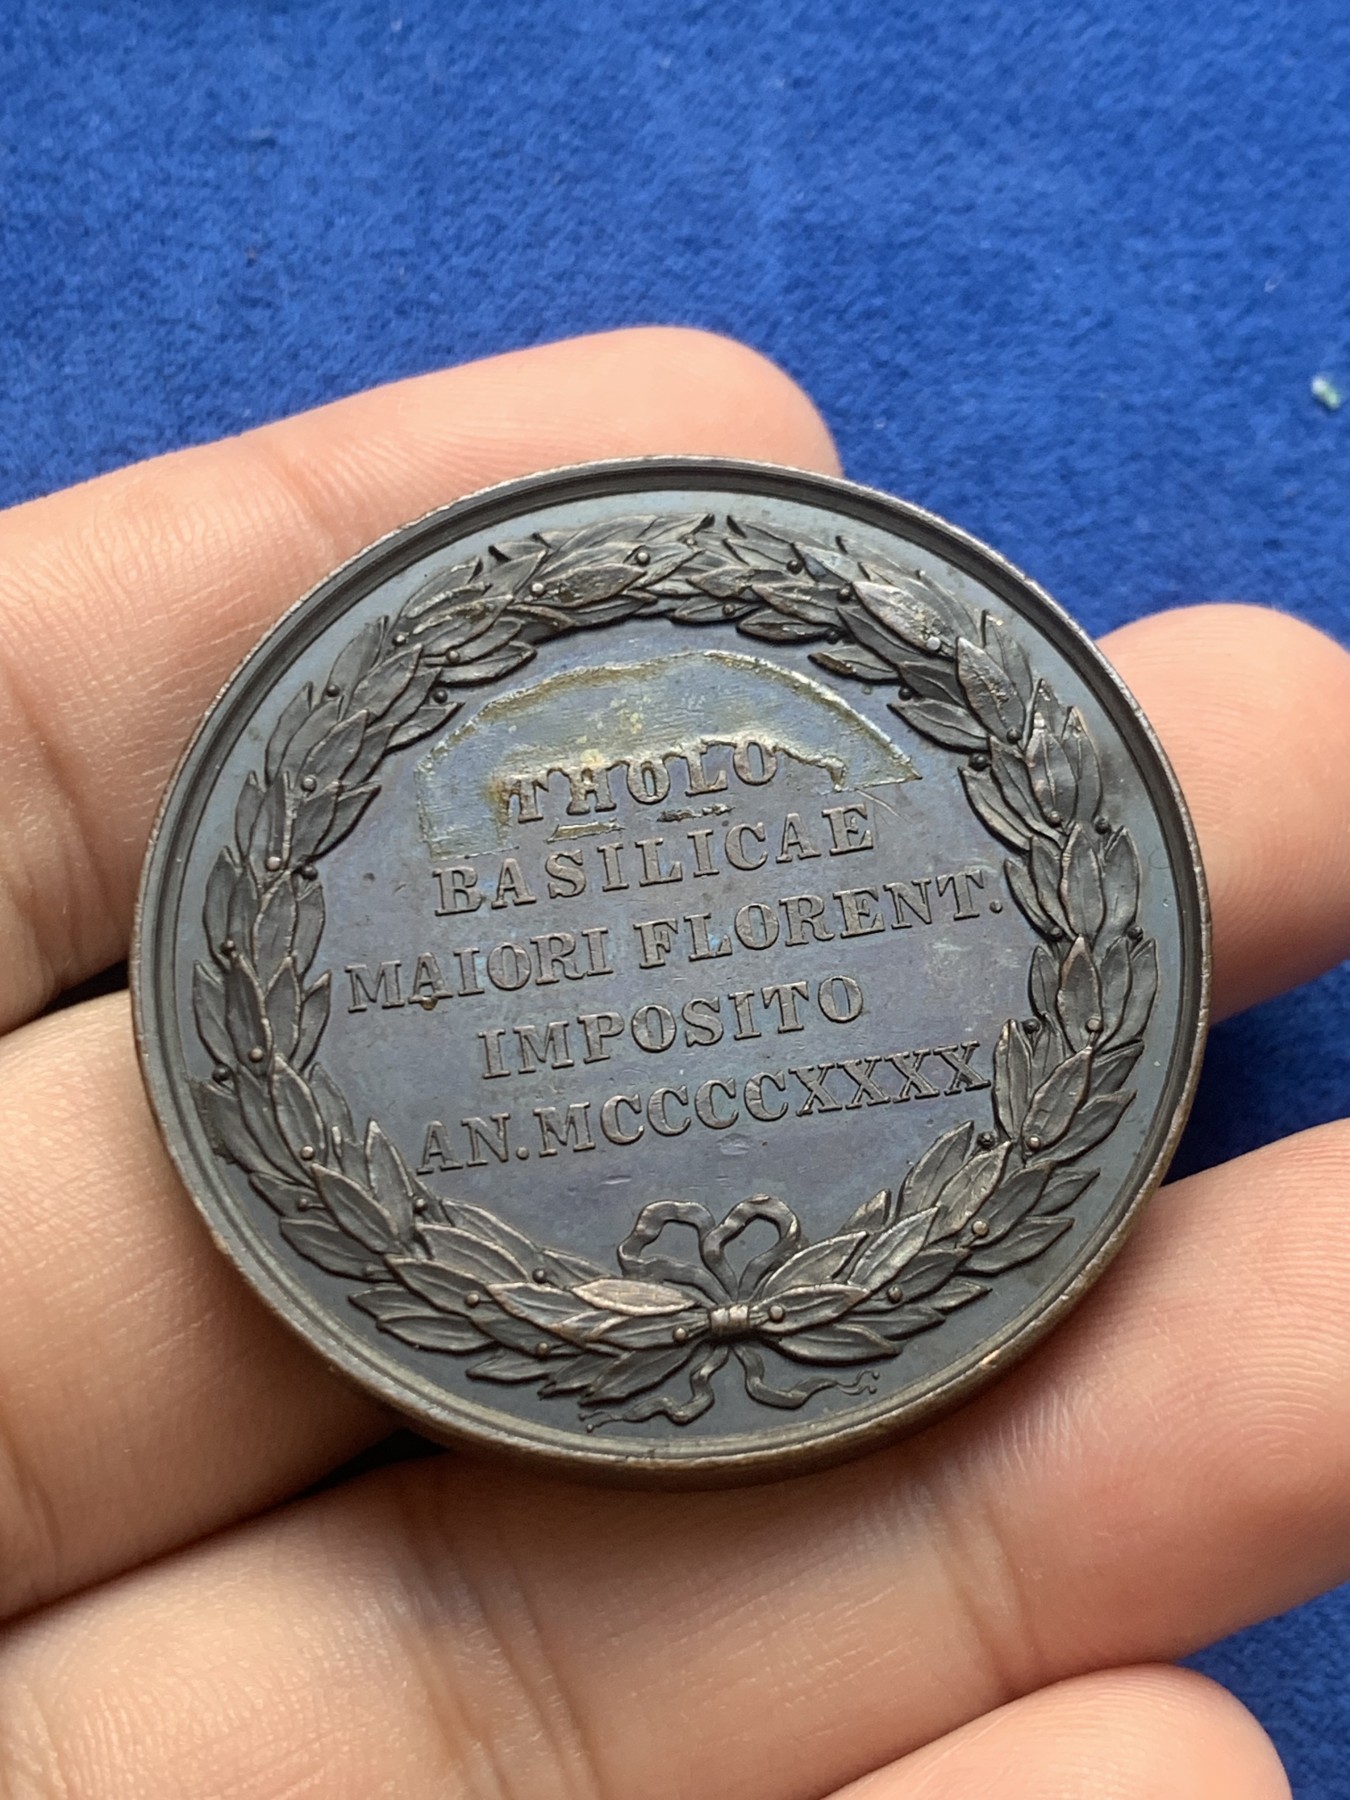 THOLO
BASILICAE
MAIORI FLORENT.
IMPOSITO
AN.MCCCCXXXX